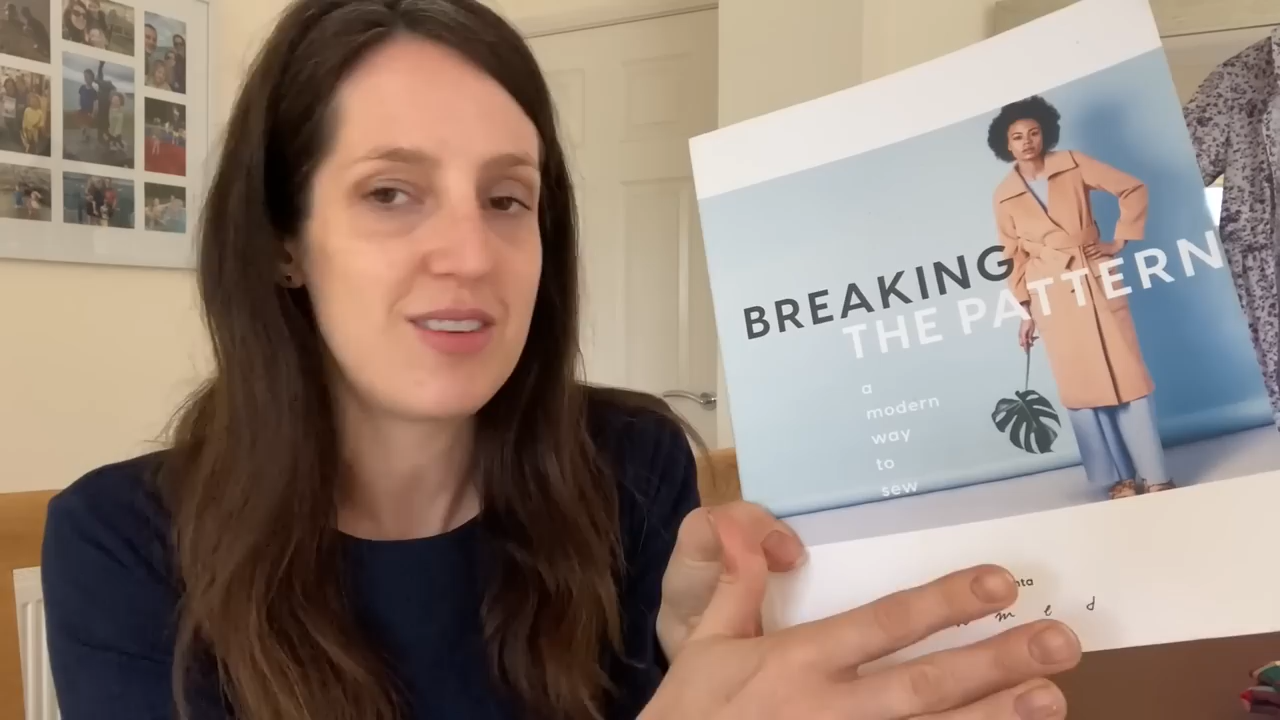 BREAKING
THE PATTERN
a
modern
way
to
sew